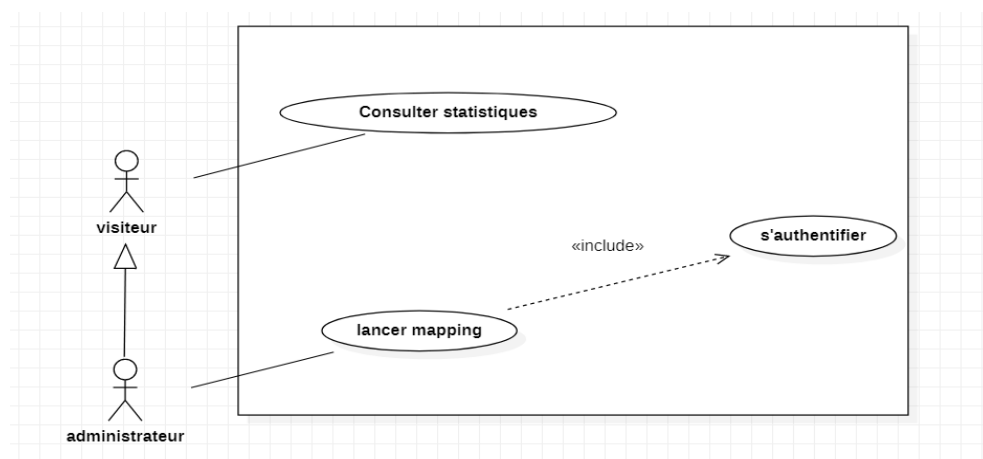 Consulter statistiques
visiteur
s'authentifier
«include»
lancer mapping
administrateur